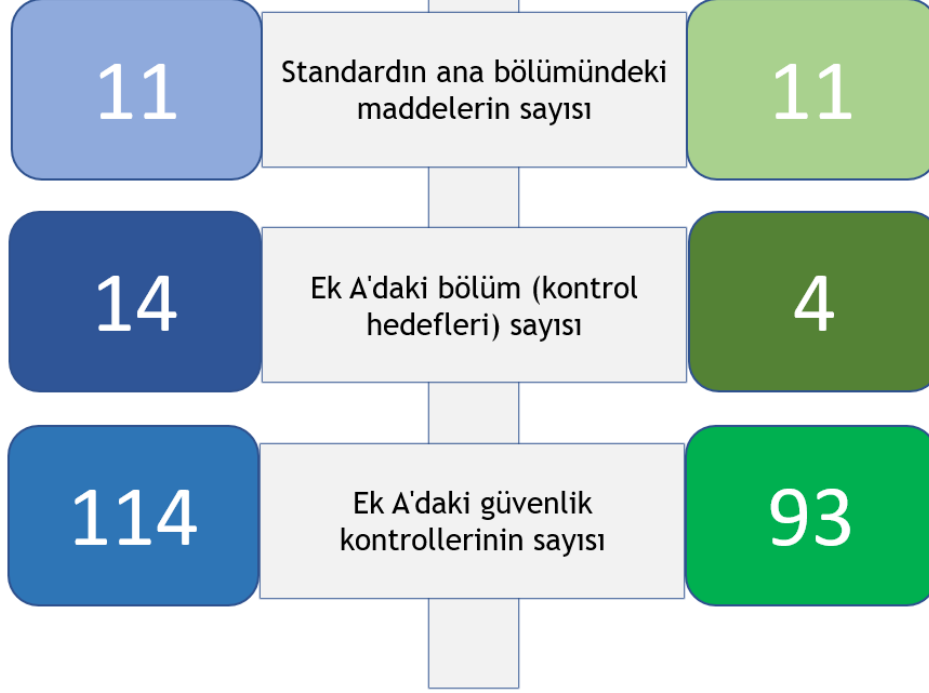 11
Standardın ana bölümündeki
maddelerin sayısı
11
14
Ek A'daki bölüm (kontrol
hedefleri) sayısı
4
114
Ek A'daki güvenlik
kontrollerinin sayısı
93